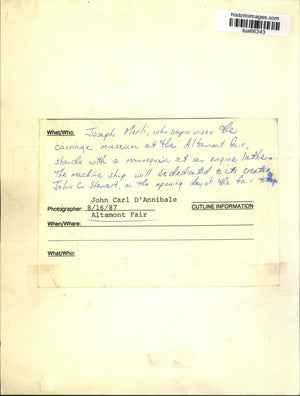 historicimages.com
tua66343
What/Who: Joseph Merli, who supervises the
carriage museum at the Altamont Fair,
stands with a mannequin at an engine lathe.
The machine shop will be dedicated to its creator,
John C. Stewart, on the opening day of the fair
John Carl D'Annibale
Photographer: 8/16/87 CUTLINE INFORMATION
Altamont Fair
When/Where:
What/Who: